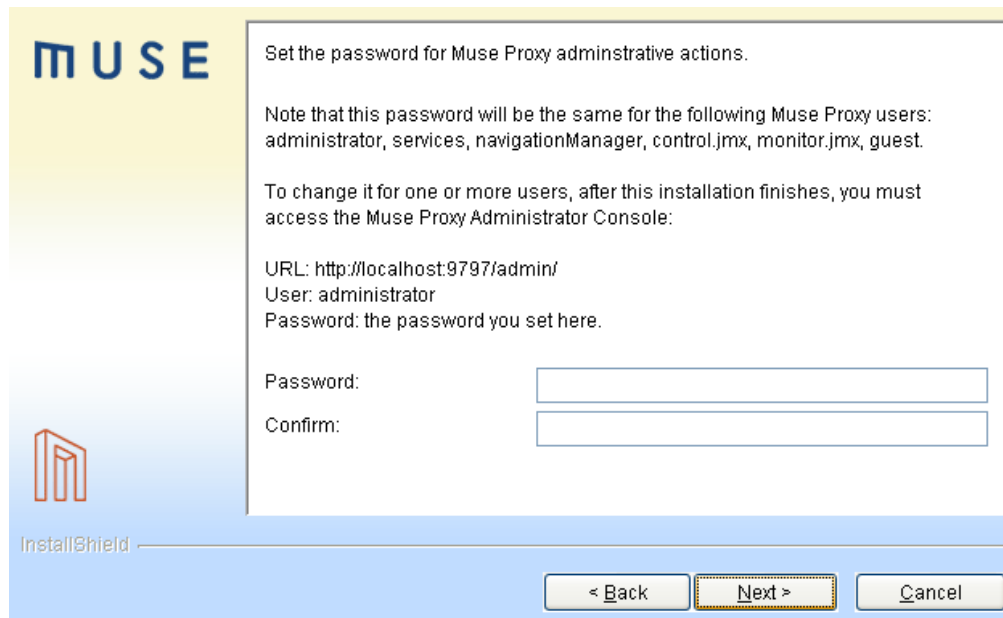 MUSE
Set the password for Muse Proxy adminstrative actions.
Note that this password will be the same for the following Muse Proxy users:
administrator, services, navigationManager, control.jmx, monitor.jmx, guest.
To change it for one or more users, after this installation finishes, you must
access the Muse Proxy Administrator Console:
URL: http://localhost:9797/admin/
User: administrator
Password: the password you set here.
Password:
Confirm:
InstallShield
< Back
Next >
Cancel